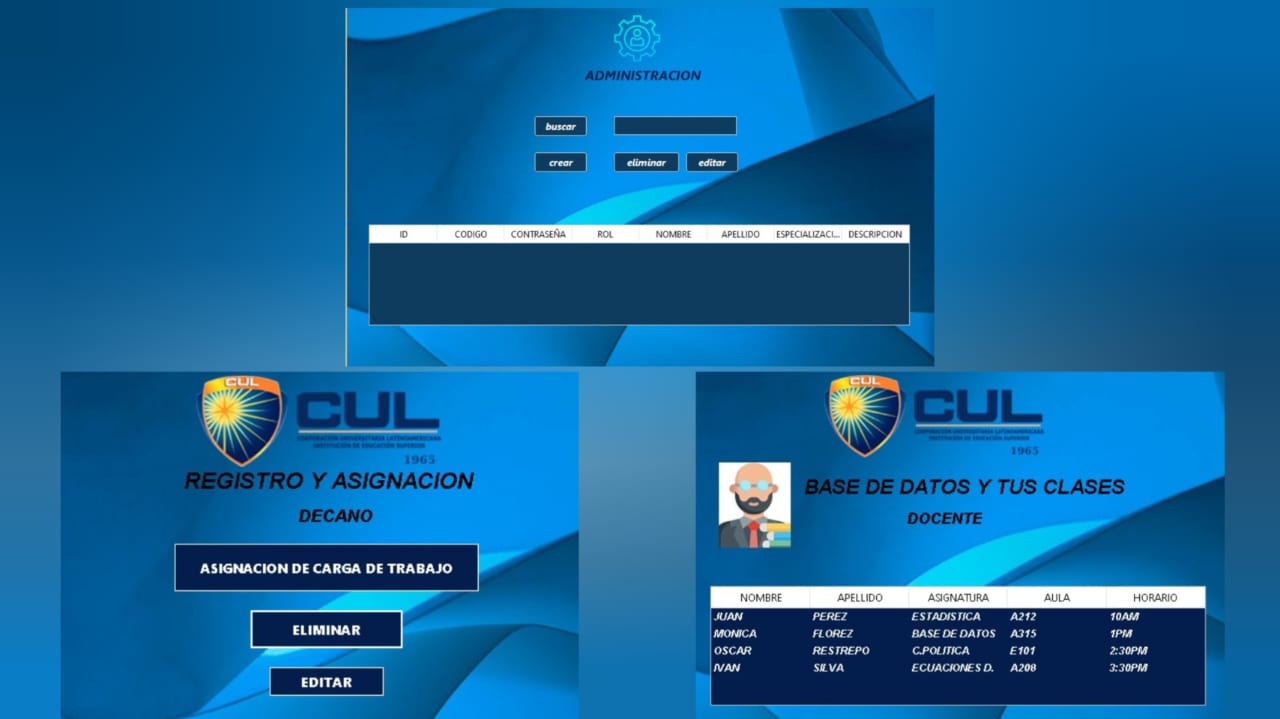 ADMINISTRACION
buscar
crear eliminar editar
ID CODIGO CONTRASEÑA ROL NOMBRE APELLIDO ESPECIALIZACI... DESCRIPCION
CUL
CUL
CORPORACIÓN UNIVERSITARIA LATINOAMERICANA
INSTITUCIÓN DE EDUCACIÓN SUPERIOR
1965
REGISTRO Y ASIGNACION
DECANO
ASIGNACION DE CARGA DE TRABAJO
ELIMINAR
EDITAR
CUL
CUL
CORPORACIÓN UNIVERSITARIA LATINOAMERICANA
INSTITUCIÓN DE EDUCACIÓN SUPERIOR
1965
BASE DE DATOS Y TUS CLASES
DOCENTE
NOMBRE APELLIDO ASIGNATURA AULA HORARIO
JUAN PEREZ ESTADISTICA A212 10AM
MONICA FLOREZ BASE DE DATOS A315 1PM
OSCAR RESTREPO C.POLITICA E101 2:30PM
IVAN SILVA ECUACIONES D. A208 3:30PM